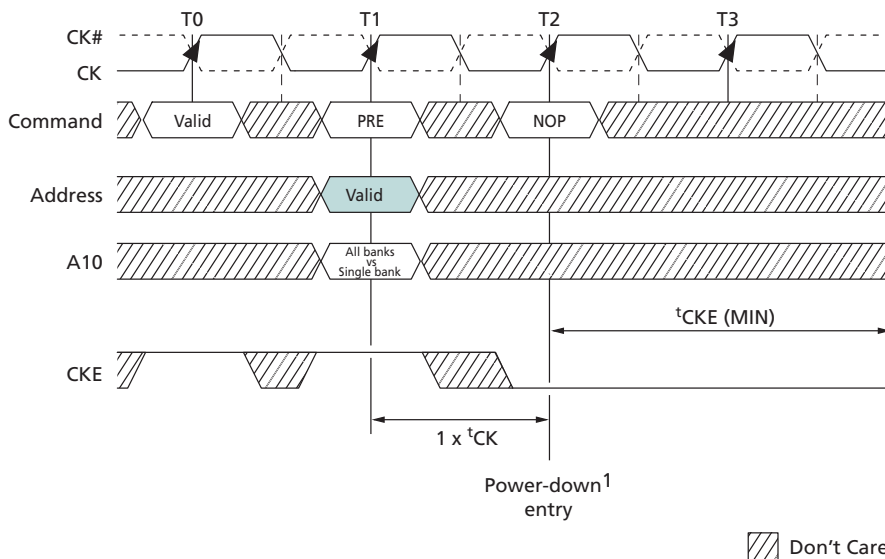 T0 T1 T2 T3
CK#
CK
Command Valid PRE NOP
Address Valid
A10 All banks
vs
Single bank
tCKE (MIN)
CKE
1 x tCK
Power-down1
entry
Don't Care